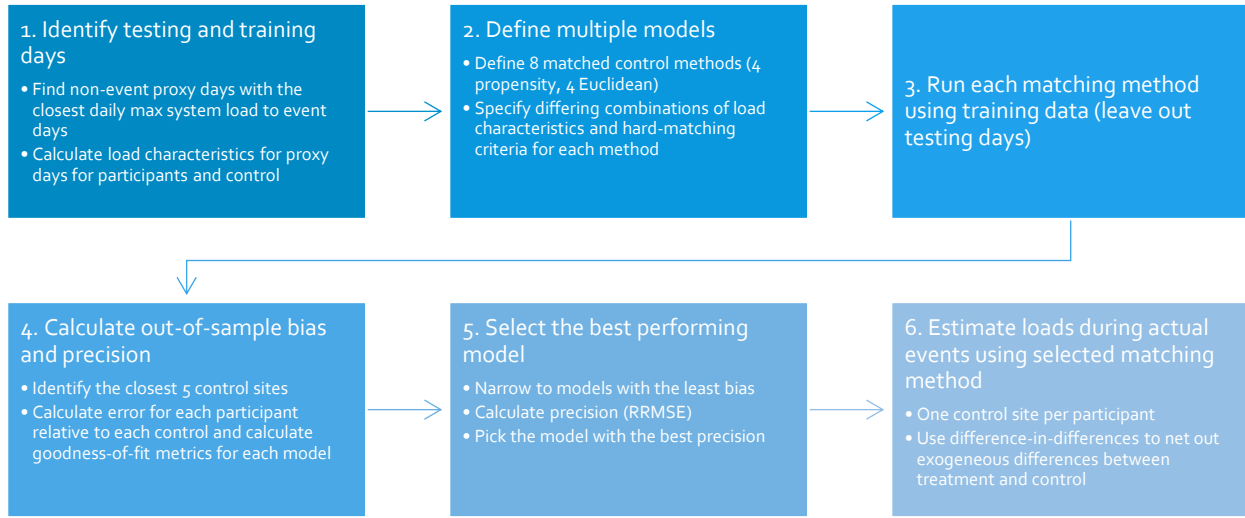 1. Identify testing and training
days
• Find non-event proxy days with the
closest daily max system load to event
days
• Calculate load characteristics for proxy
days for participants and control
2. Define multiple models
• Define 8 matched control methods (4
propensity, 4 Euclidean)
• Specify differing combinations of load
characteristics and hard-matching
criteria for each method
3. Run each matching method
using training data (leave out
testing days)
4. Calculate out-of-sample bias
and precision
• Identify the closest 5 control sites
• Calculate error for each participant
relative to each control and calculate
goodness-of-fit metrics for each model
5. Select the best performing
model
• Narrow to models with the least bias
• Calculate precision (RRMSE)
• Pick the model with the best precision
6. Estimate loads during actual
events using selected matching
method
• One control site per participant
• Use difference-in-differences to net out
exogeneous differences between
treatment and control